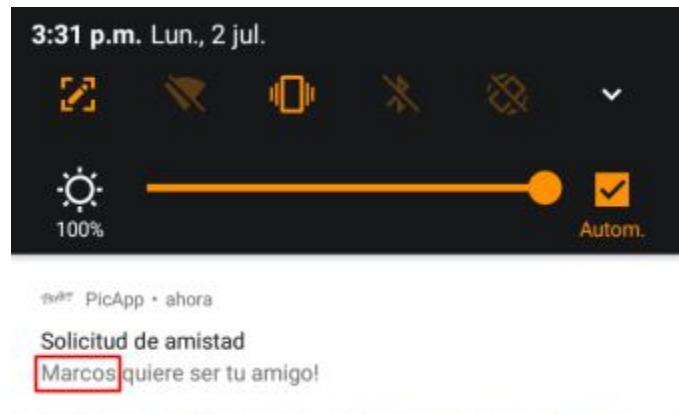 3:31 p.m. Lun., 2 jul.
100%
Autom.
PicApp • ahora
Solicitud de amistad
Marcos quiere ser tu amigo!